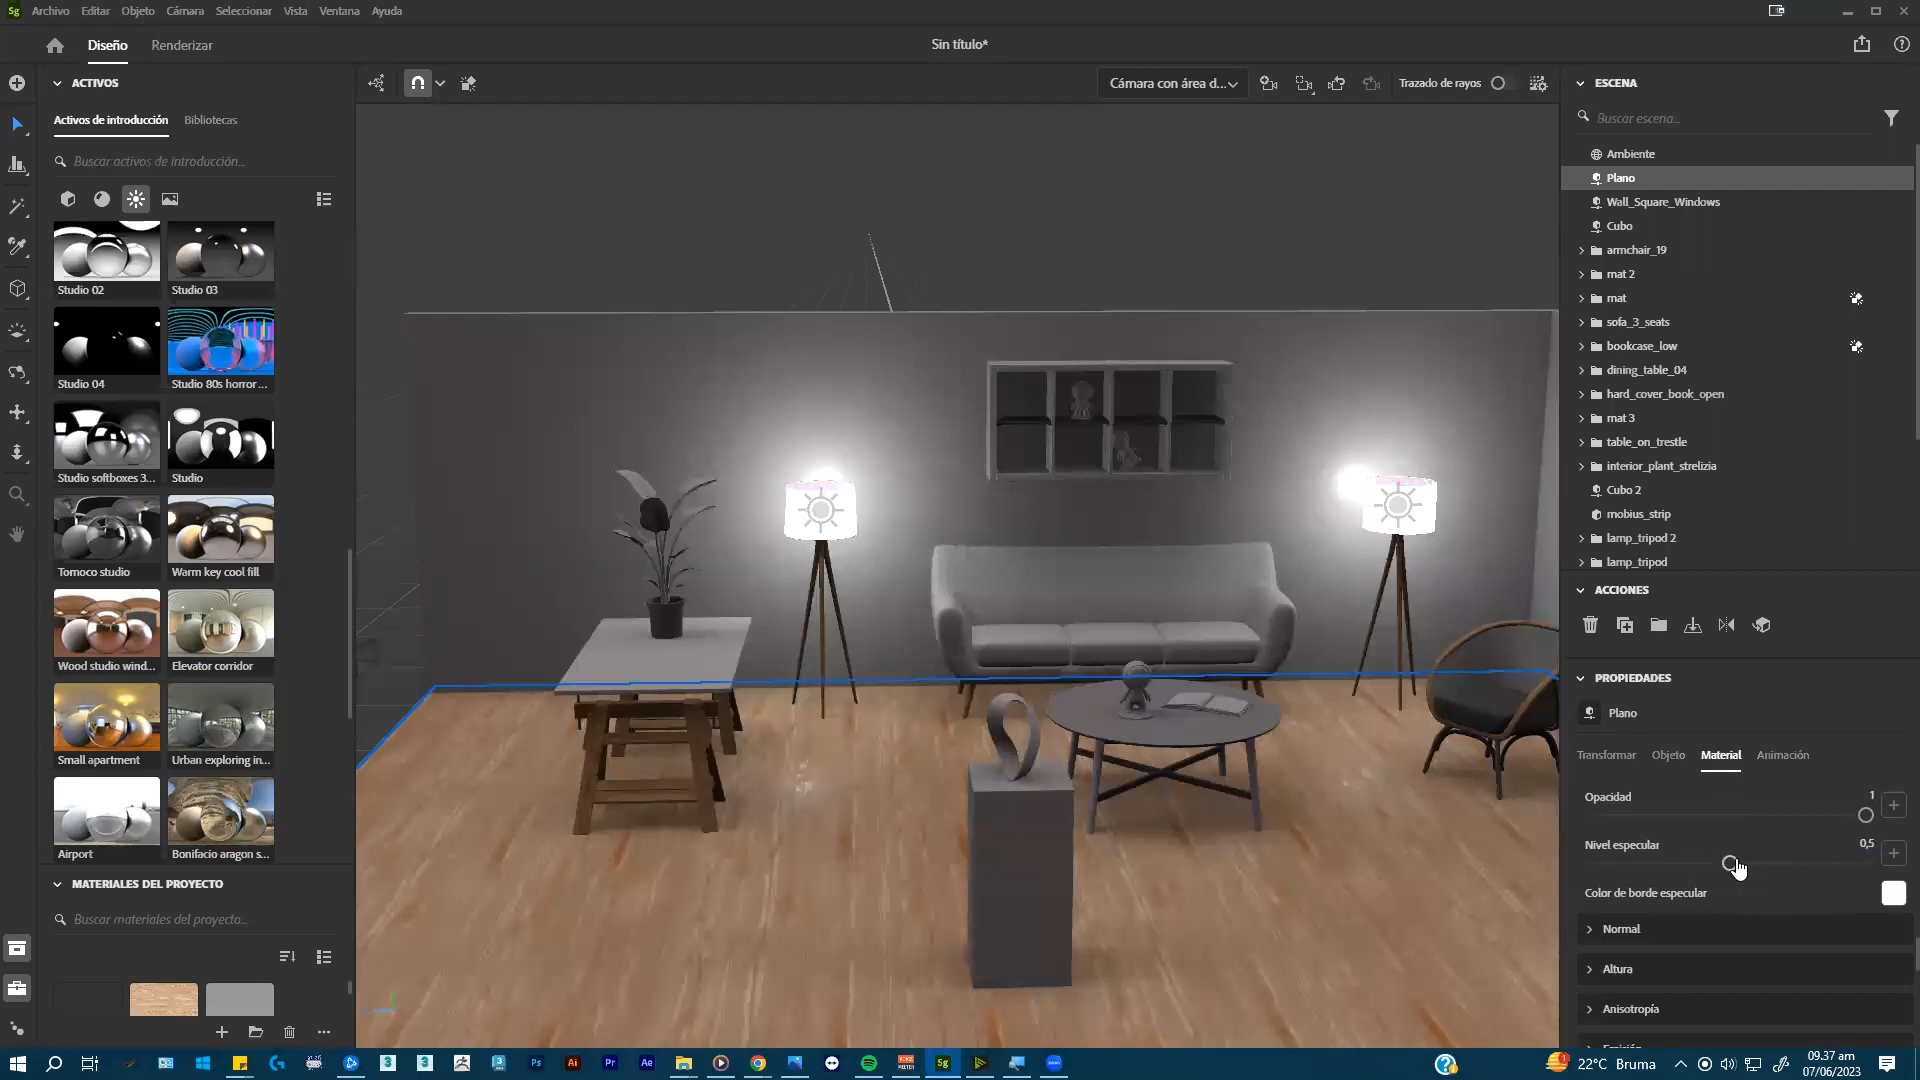 Sg Archivo Editar Objeto Cámara Seleccionar Vista Ventana Ayuda
Diseño Renderizar
Sin título*
ACTIVOS
Activos de introducción Bibliotecas
Buscar activos de introducción...
Studio 02 Studio 03
Studio 04 Studio 80s horror ...
Studio softboxes 3... Studio
Tomoco studio Warm key cool fill
Wood studio wind... Elevator corridor
Small apartment Urban exploring in...
Airport Bonifacio aragon s...
MATERIALES DEL PROYECTO
Buscar materiales del proyecto...
Cámara con área d...
Trazado de rayos
ESCENA
Buscar escena...
Ambiente
Plano
Wall_Square_Windows
Cubo
armchair_19
mat 2
mat
sofa_3_seats
bookcase_low
dining_table_04
hard_cover_book_open
mat 3
table_on_trestle
interior_plant_strelizia
Cubo 2
mobius_strip
lamp_tripod 2
lamp_tripod
ACCIONES
PROPIEDADES
Plano
Transformar Objeto Material Animación
Opacidad 1
Nivel especular 0,5
Color de borde especular
Normal
Altura
Anisotropía
Ps Ai Pr Ae Sg
22°C Bruma
09.37 am
07/06/2023